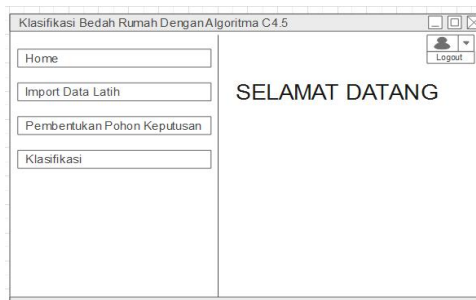 Klasifikasi Bedah Rumah Dengan Algoritma C4.5
Logout
Home
Import Data Latih
Pembentukan Pohon Keputusan
Klasifikasi
SELAMAT DATANG